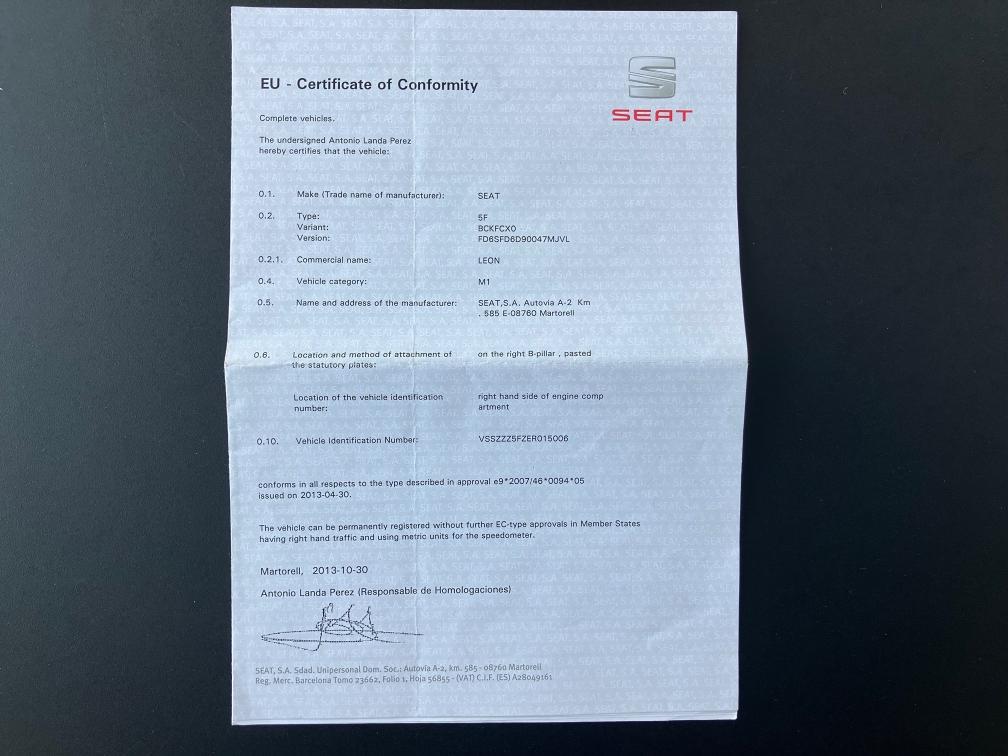 EU - Certificate of Conformity
SEAT
Complete vehicles.
The undersigned Antonio Landa Perez
hereby certifies that the vehicle:
0.1. Make (Trade name of manufacturer): SEAT
0.2. Type: 5F
Variant: BCKFCX0
Version: FD6SFD6D90047MJVL
0.2.1. Commercial name: LEON
0.4. Vehicle category: M1
0.5. Name and address of the manufacturer: SEAT,S.A. Autovia A-2 Km
. 585 E-08760 Martorell
0.6. Location and method of attachment of on the right B-pillar , pasted
the statutory plates:
Location of the vehicle identification right hand side of engine comp
number: artment
0.10. Vehicle Identification Number: VSSZZZ5FZER015006
conforms in all respects to the type described in approval e9*2007/46*0094*05
issued on 2013-04-30.
The vehicle can be permanently registered without further EC-type approvals in Member States
having right hand traffic and using metric units for the speedometer.
Martorell, 2013-10-30
Antonio Landa Perez (Responsable de Homologaciones)
SEAT, S.A. Sdad. Unipersonal Dom. Soc.: Autovía A-2, km. 585 - 08760 Martorell
Reg. Merc. Barcelona Tomo 23662, Folio 1, Hoja 56855 - (VAT) C.I.F. (ES) A28049161